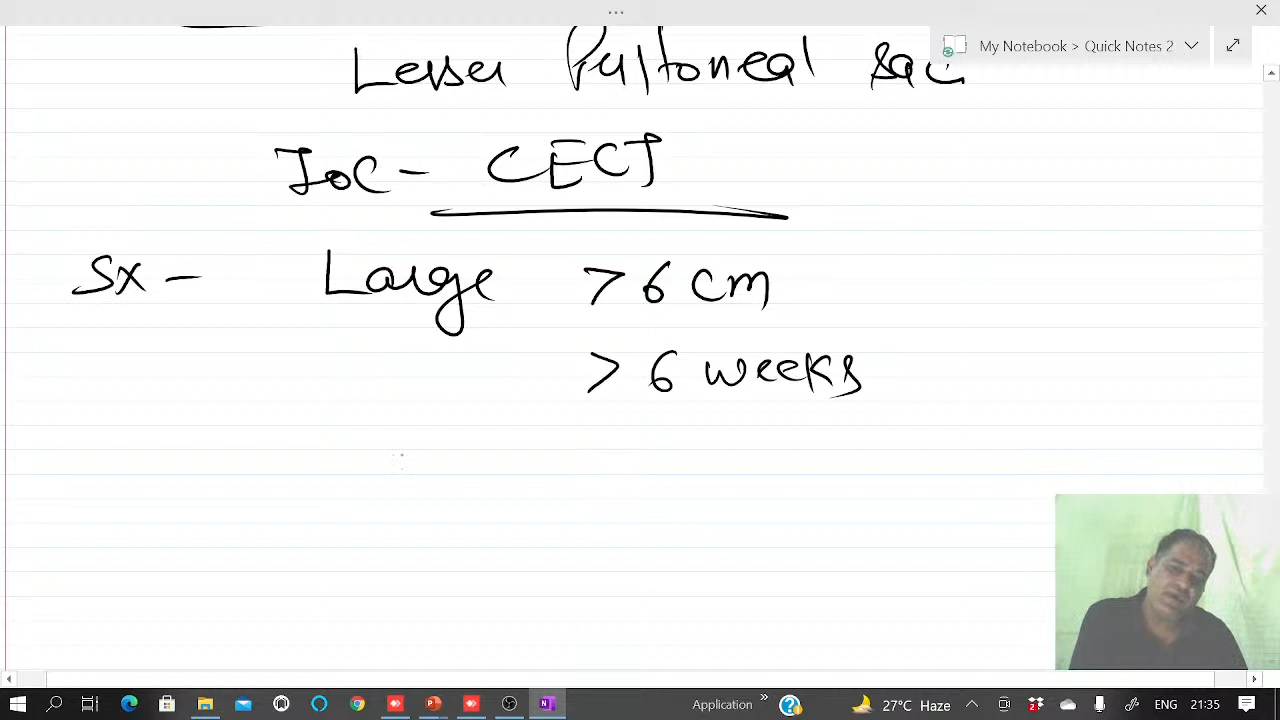 My Notebook > Quick Notes 2
Lesser Peritoneal sac
IOC - CECT
Sx - Large > 6 cm
> 6 weeks
Application
27°C Haze
ENG
21:35